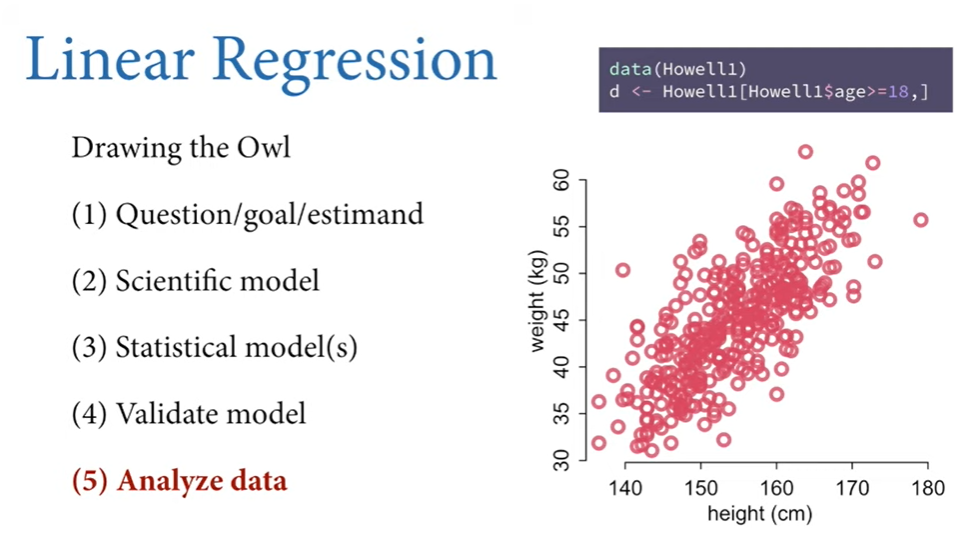 Linear Regression
Drawing the Owl
(1) Question/goal/estimand
(2) Scientific model
(3) Statistical model(s)
(4) Validate model
(5) Analyze data
data(Howell1)
d <- Howell1[Howell1$age>=18,]
weight (kg)
60
55
50
45
40
35
30
140 150 160 170 180
height (cm)